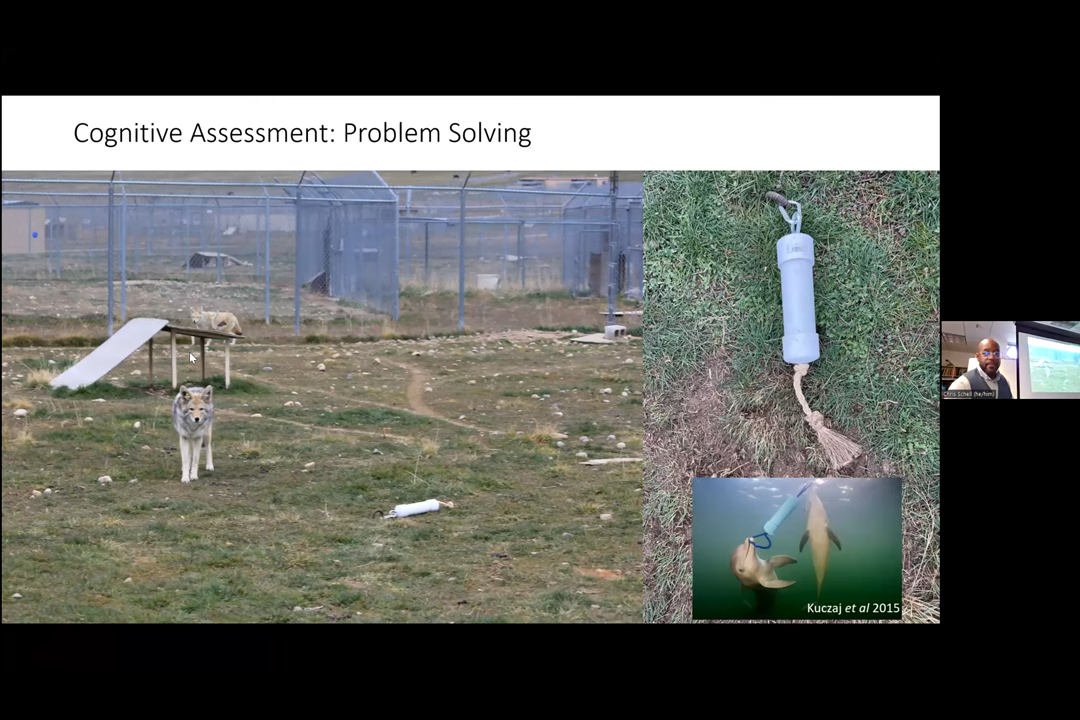 Cognitive Assessment: Problem Solving
Chris Schell (he/him)
Kuczaj et al 2015